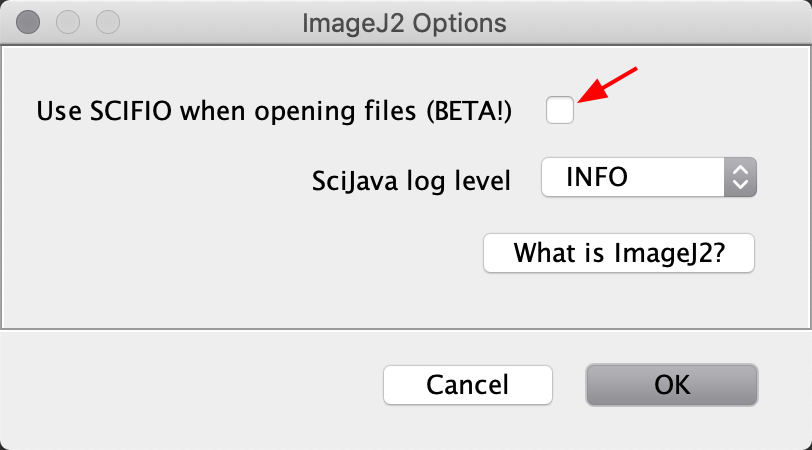 ImageJ2 Options
Use SCIFIO when opening files (BETA!)
SciJava log level INFO
What is ImageJ2?
Cancel OK